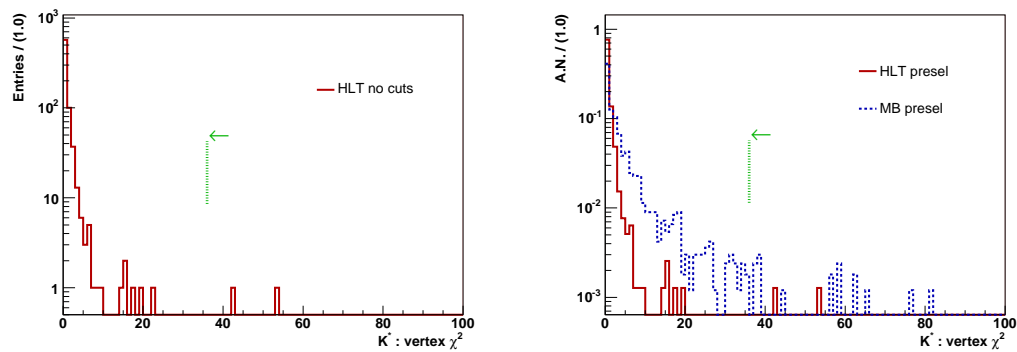 Entries / (1.0)
10³
10²
10
1
HLT no cuts
0 20 40 60 80 100
K* : vertex χ²
A.N. / (1.0)
1
10⁻¹
10⁻²
10⁻³
HLT presel
MB presel
0 20 40 60 80 100
K* : vertex χ²